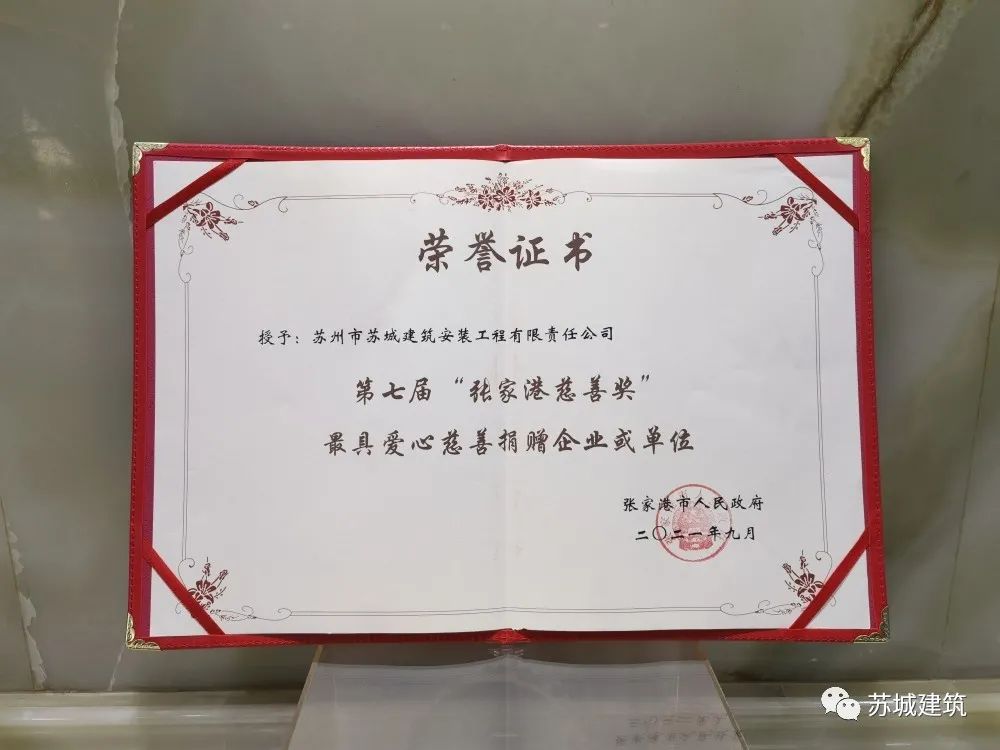 荣誉证书
授予：苏州市苏城建筑安装工程有限责任公司
第七届“张家港慈善奖”
最具爱心慈善捐赠企业或单位
张家港市人民政府
二〇二一年九月
苏城建筑